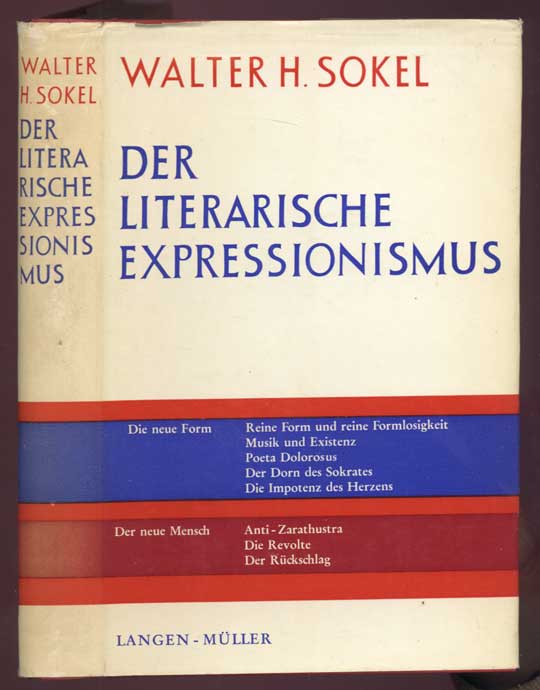 WALTER
H. SOKEL
DER
LITERA
RISCHE
EXPRES
SIONIS
MUS
WALTER H. SOKEL
DER
LITERARISCHE
EXPRESSIONISMUS
Die neue Form Reine Form und reine Formlosigkeit
Musik und Existenz
Poeta Dolorosus
Der Dorn des Sokrates
Die Impotenz des Herzens
Der neue Mensch Anti-Zarathustra
Die Revolte
Der Rückschlag
LANGEN-MÜLLER